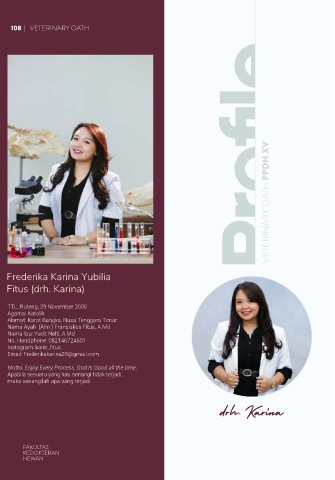 108 | VETERINARY OATH
Frederika Karina Yubilia
Fitus (drh. Karina)
TTL: Ruteng, 29 November 2000
Agama: Katolik
Alamat: Karot Rangka, Nusa Tenggara Timur
Nama Ayah: (Alm.) Fransiskus Fitus, A.Md
Nama Ibu: Yudit Nelti, A.Md
No. Handphone: 082146724601
Instagram: karin_fitus
Email: Frederikakarina29@gmail.com
Motto: Enjoy Every Process, God is Good all the time.
Apabila sesuatu yang kau senangi tidak terjadi,
maka senangilah apa yang terjadi.
FAKULTAS
KEDOKTERAN
HEWAN
Profile
VETERINARY OATH PPDH XV
drh. Karina